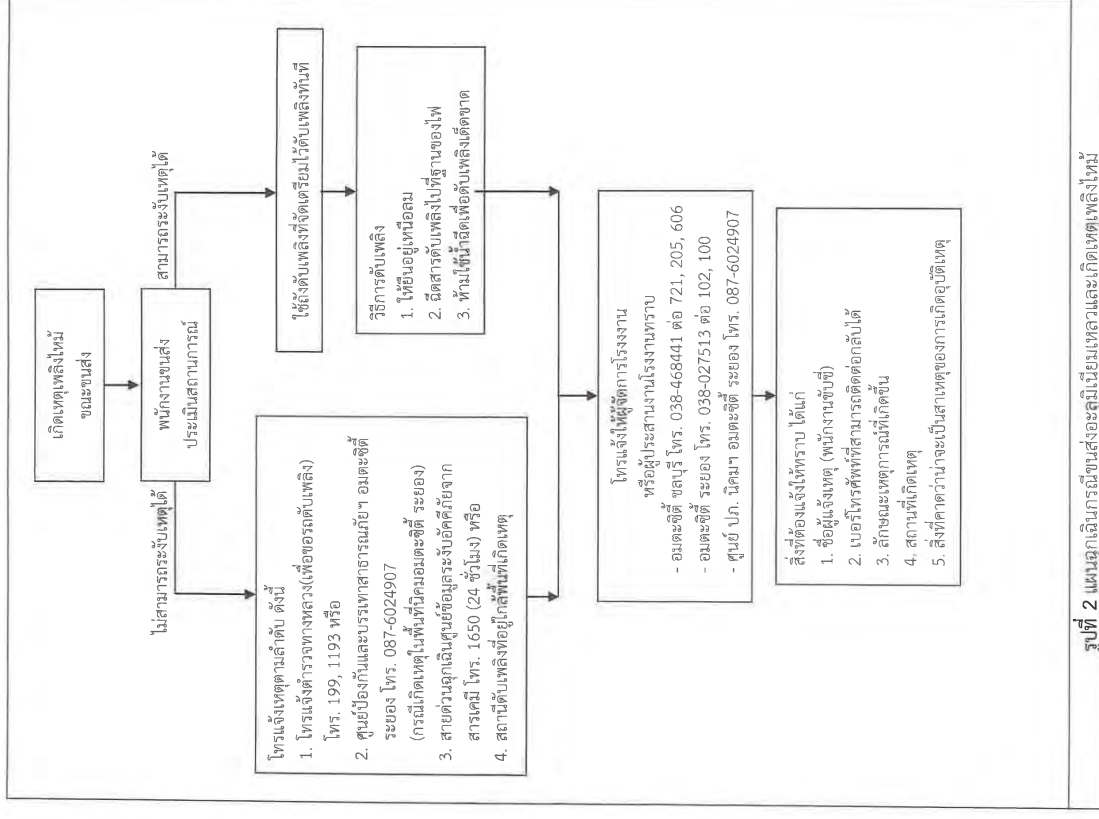 เกิดเหตุเพลิงไหม้
ขณะขนส่ง
พนักงานขนส่ง
ประเมินสถานการณ์
ไม่สามารถระงับเหตุได้
สามารถระงับเหตุได้
โทรแจ้งเหตุตามลำดับ ดังนี้
1. โทรแจ้งตำรวจทางหลวง(เพื่อขอรถดับเพลิง)
โทร. 199, 1193 หรือ
2. ศูนย์ป้องกันและบรรเทาสาธารณภัยฯ อมตะซิตี้
ระยอง โทร. 087-6024907
(กรณีเกิดเหตุในพื้นที่นิคมอมตะซิตี้ ระยอง)
3. สายด่วนฉุกเฉินศูนย์ข้อมูลระงับอัคคีภัยจาก
สารเคมี โทร. 1650 (24 ชั่วโมง) หรือ
4. สถานีดับเพลิงที่อยู่ใกล้พื้นที่เกิดเหตุ
ใช้ถังดับเพลิงที่จัดเตรียมไว้ดับเพลิงทันที
วิธีการดับเพลิง
1. ให้ยืนอยู่เหนือลม
2. ฉีดสารดับเพลิงไปที่ฐานของไฟ
3. ห้ามใช้น้ำฉีดเพื่อดับเพลิงเด็ดขาด
โทรแจ้งให้ผู้จัดการโรงงงาน
หรือผู้ประสานงานโรงงานทราบ
- อมตะซิตี้ ชลบุรี โทร. 038-468441 ต่อ 721, 205, 606
- อมตะซิตี้ ระยอง โทร. 038-027513 ต่อ 102, 100
- ศูนย์ ปภ. นิคมฯ อมตะซิตี้ ระยอง โทร. 087-6024907
สิ่งที่ต้องแจ้งให้ทราบ ได้แก่
1. ชื่อผู้แจ้งเหตุ (พนักงานขับขี่)
2. เบอร์โทรศัพท์ที่สามารถติดต่อกลับได้
3. ลักษณะเหตุการณ์ที่เกิดขึ้น
4. สถานที่เกิดเหตุ
5. สิ่งที่คาดว่าน่าจะเป็นสาเหตุของการเกิดอุบัติเหตุ
รูปที่ 2 แผนฉุกเฉินกรณีขนส่งอะลูมิเนียมเหลวและเกิดเหตุเพลิงไหม้